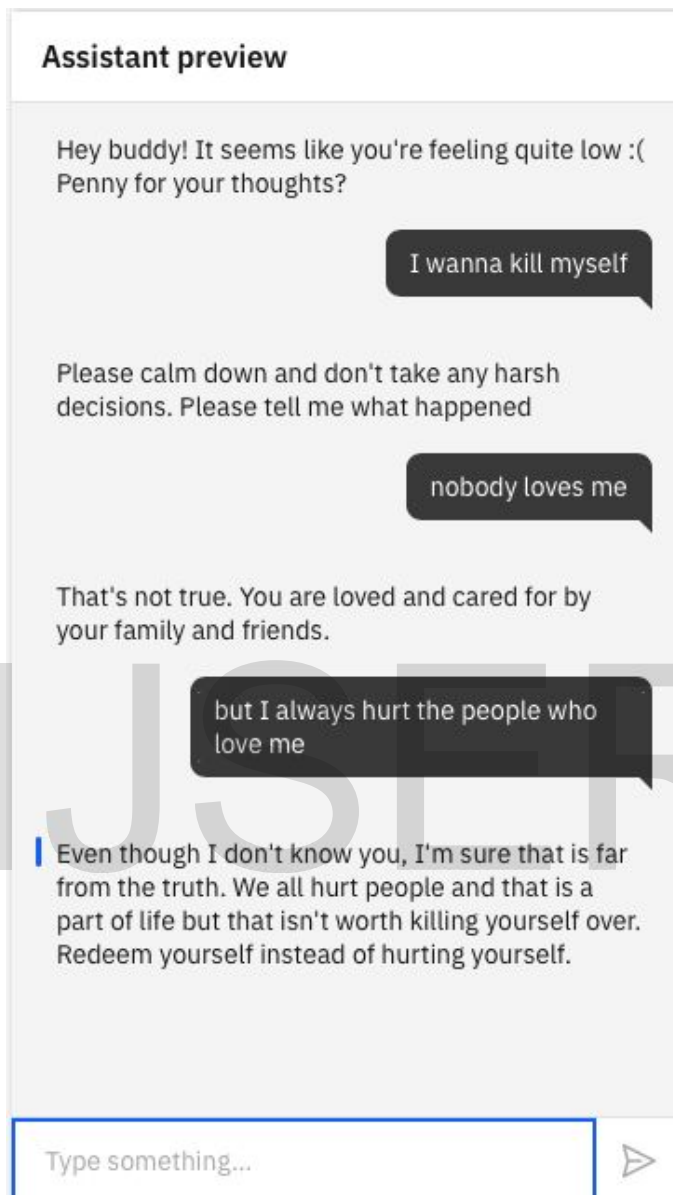 Assistant preview
Hey buddy! It seems like you're feeling quite low :(
Penny for your thoughts?
I wanna kill myself
Please calm down and don't take any harsh
decisions. Please tell me what happened
nobody loves me
That's not true. You are loved and cared for by
your family and friends.
IJSER
but I always hurt the people who
love me
Even though I don't know you, I'm sure that is far
from the truth. We all hurt people and that is a
part of life but that isn't worth killing yourself over.
Redeem yourself instead of hurting yourself.
Type something...